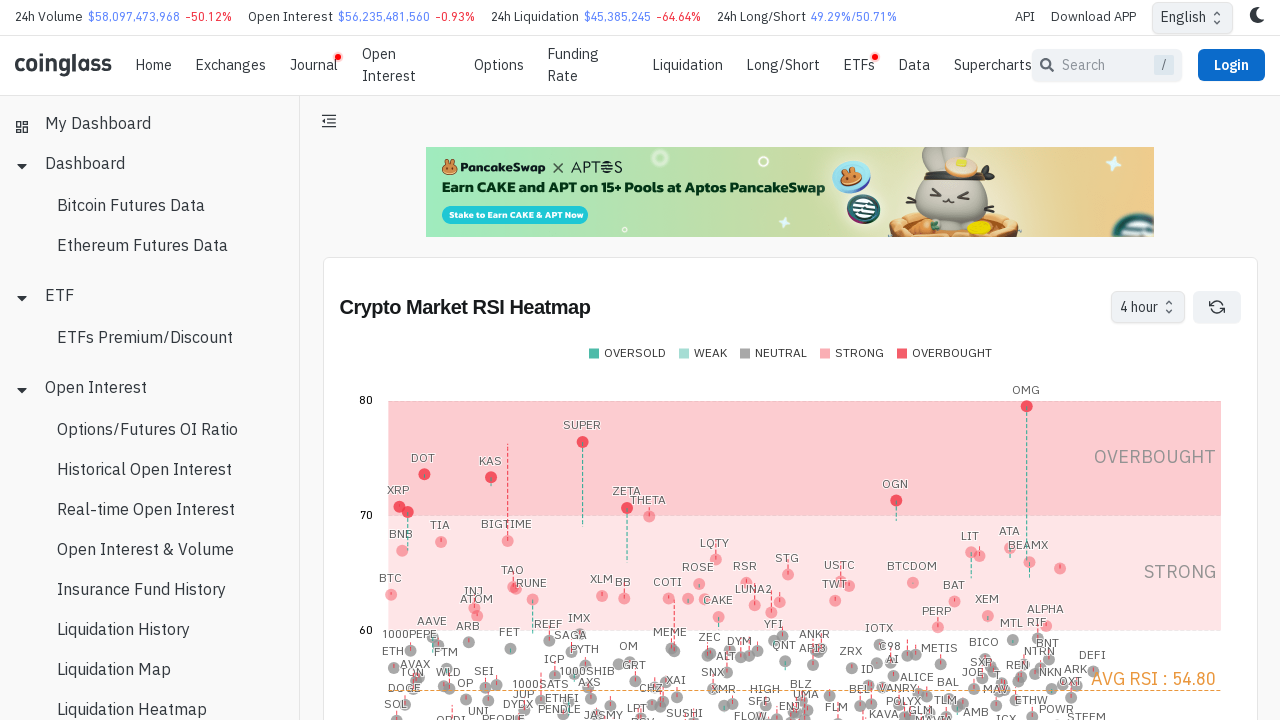 24h Volume $58,097,473,968 -50.12% Open Interest $56,235,481,560 -0.93% 24h Liquidation $45,385,245 -64.64% 24h Long/Short 49.29%/50.71% API Download APP English
coinglass Home Exchanges Journal Open Interest Options Funding Rate Liquidation Long/Short ETFs Data Supercharts Search / Login
My Dashboard
Dashboard
Bitcoin Futures Data
Ethereum Futures Data
ETF
ETFs Premium/Discount
Open Interest
Options/Futures OI Ratio
Historical Open Interest
Real-time Open Interest
Open Interest & Volume
Insurance Fund History
Liquidation History
Liquidation Map
Liquidation Heatmap
PancakeSwap X APTOS
Earn CAKE and APT on 15+ Pools at Aptos PancakeSwap
Stake to Earn CAKE & APT Now
Crypto Market RSI Heatmap 4 hour
OVERSOLD WEAK NEUTRAL STRONG OVERBOUGHT
OMG
80
SUPER
OVERBOUGHT
DOT KAS
OGN
XRP ZETA
THETA
70
TIA BIGTIME
BNB LIT ATA
LQTY BEAMX
STG
ROSE RSR USTC BTCDOM
STRONG
TAO
BTC RUNE XLM BB COTI LUNA2 TWT BAT
INJ
ATOM CAKE XEM
PERP ALPHA
AAVE REEF IMX YFI MTL RIF
60
ARB FET SAGA MEME ZEC ANKR IOTX
1000PEPE DYM BICO BNT
ETH FTM PYTH OM ALT QNT API3 ZRX C98 METIS NTRN
ICP GRT AI SXP DEFI
AVAX TON WLD SEI 1000SHIB SNX ID JOE REN NKN ARK
AVG RSI : 54.80
DOGE OP 1000SATS AXS CHZ XAI XMR HIGH BLZ BEL VANRY ALICE BAL MAV T OXT
SOL JUP ETHFI UMA
DYDX PENDLE LPT SFP FLM POLYX TLM ETHW
UNI PEOPLE JASMY SUSHI FLOW KAVA GLM AMB ICX POWR STEEM